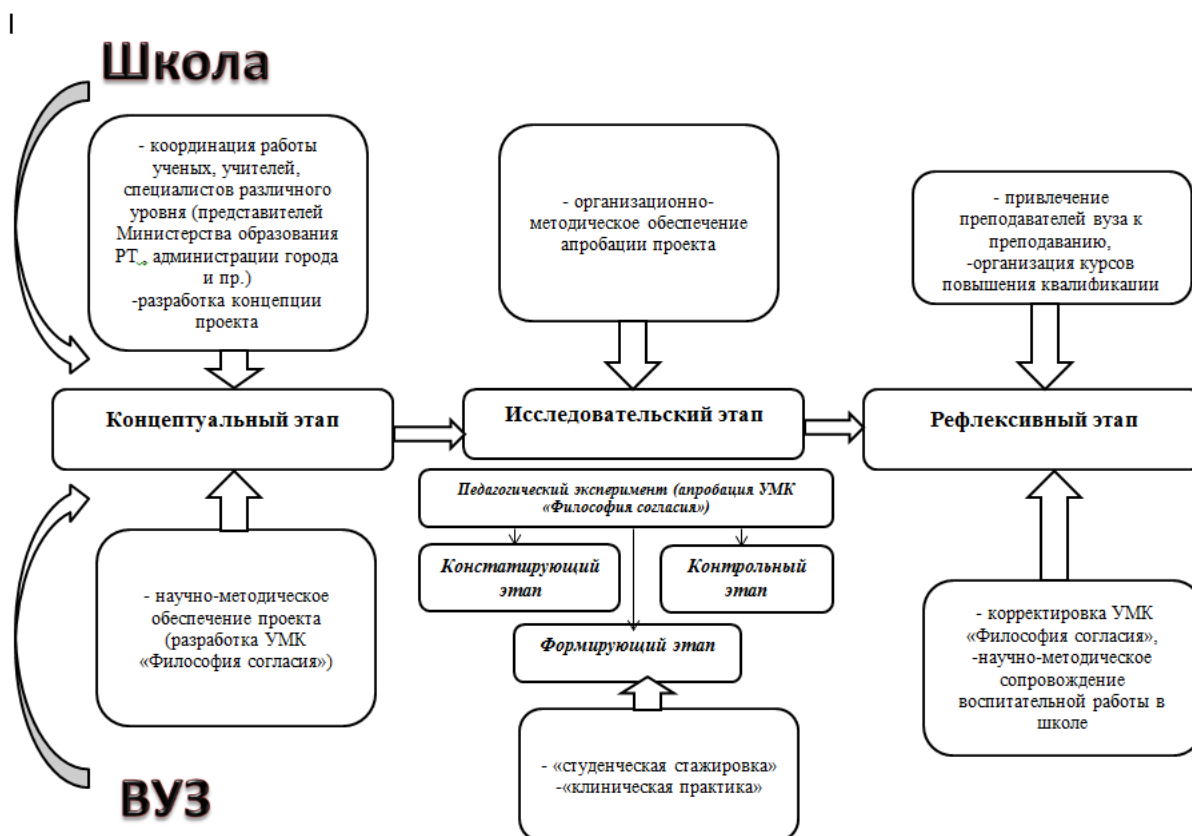 Школа
- координация работы
ученых, учителей,
специалистов различного
уровня (представителей
Министерства образования
РТ,, администрации города
и пр.)
-разработка концепции
проекта
- организационно-
методическое обеспечение
апробации проекта
- привлечение
преподавателей вуза к
преподаванию,
-организация курсов
повышения квалификации
Концептуальный этап
Исследовательский этап
Рефлексивный этап
Педагогический эксперимент (апробация УМК
«Философия согласия»)
Констатирующий
этап
Контрольный
этап
Формирующий этап
- научно-методическое
обеспечение проекта
(разработка УМК
«Философия согласия»)
- «студенческая стажировка»
-«клиническая практика»
- корректировка УМК
«Философия согласия»,
-научно-методическое
сопровождение
воспитательной работы в
школе
ВУЗ